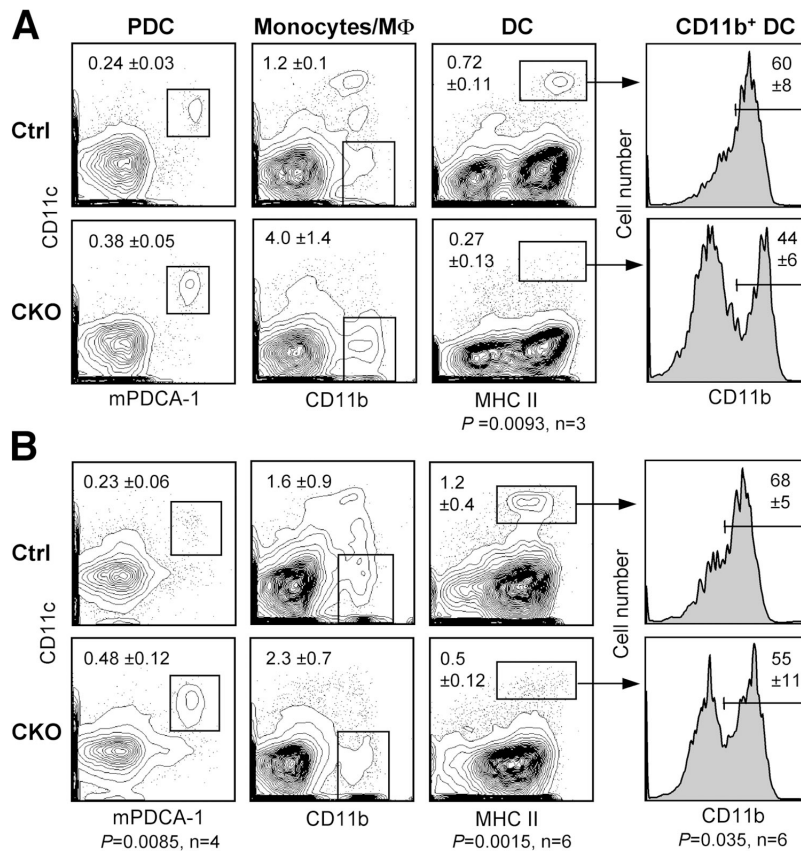 A
PDC Monocytes/MΦ DC CD11b+ DC
Ctrl
CD11c
0.24 ±0.03
1.2 ±0.1
0.72
±0.11
Cell number
60
±8
CKO
0.38 ±0.05
4.0 ±1.4
0.27
±0.13
44
±6
mPDCA-1 CD11b MHC II CD11b
P =0.0093, n=3
B
Ctrl
CD11c
0.23 ±0.06
1.6 ±0.9
1.2
±0.4
Cell number
68
±5
CKO
0.48 ±0.12
2.3 ±0.7
0.5
±0.12
55
±11
mPDCA-1 CD11b MHC II CD11b
P=0.0085, n=4 P=0.0015, n=6 P=0.035, n=6